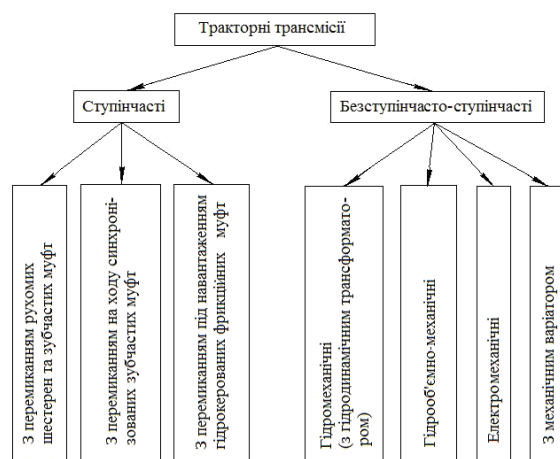 Тракторні трансмісії
Ступінчасті
Безступінчасто-ступінчасті
З перемиканням рухомих
шестерен та зубчастих муфт
З перемиканням на ходу синхроні-
зованих зубчастих муфт
З перемиканням під навантаженням
гідрокерованих фрикційних муфт
Гідромеханічні
(з гідродинамічним трансформато-
ром)
Гідрооб'ємно-механічні
Електромеханічні
З механічним варіатором